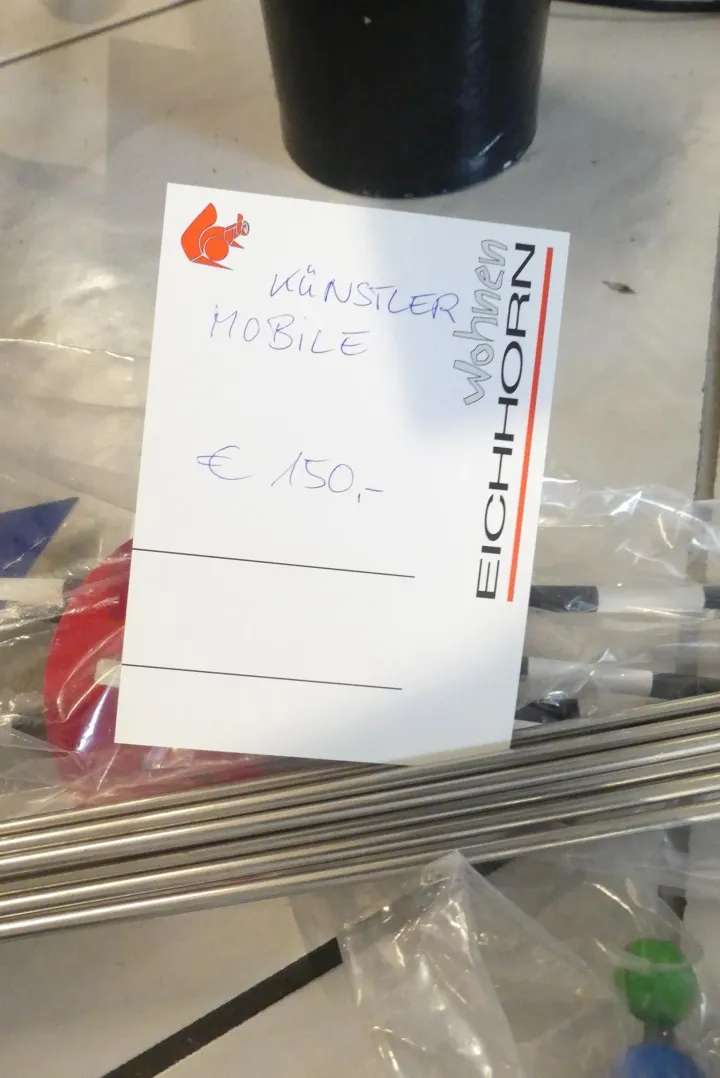 KÜNSTLER
MOBILE
€ 150,-
wohnen
EICHHORN